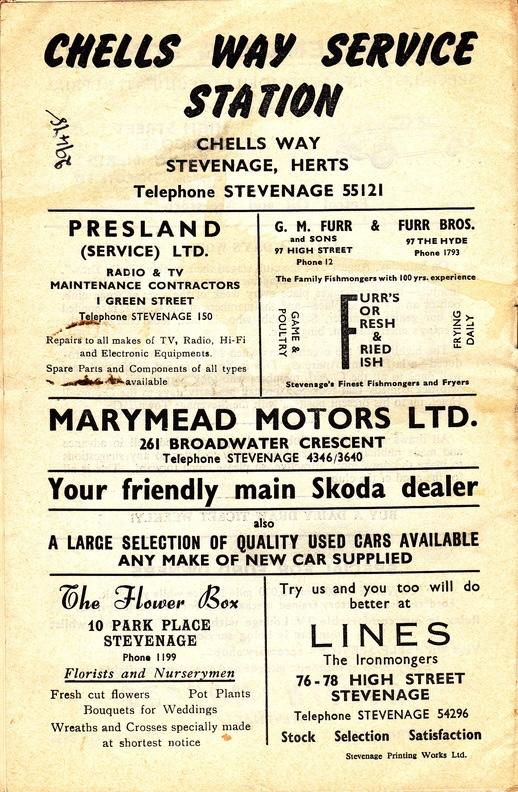 CHELLS WAY SERVICE
STATION
CHELLS WAY
STEVENAGE, HERTS
Telephone STEVENAGE 55121
PRESLAND
(SERVICE) LTD.
RADIO & TV
MAINTENANCE CONTRACTORS
1 GREEN STREET
Telephone STEVENAGE 150
Repairs to all makes of TV, Radio, Hi-Fi
and Electronic Equipments.
Spare Parts and Components of all types
available
G. M. FURR & FURR BROS.
and SONS
97 HIGH STREET
Phone 12
97 THE HYDE
Phone 1793
The Family Fishmongers with 100 yrs. experience
GAME &
POULTRY
FURR'S
FOR
FRESH
&
FRIED
FISH
FRYING
DAILY
Stevenage's Finest Fishmongers and Fryers
MARYMEAD MOTORS LTD.
261 BROADWATER CRESCENT
Telephone STEVENAGE 4346/3640
Your friendly main Skoda dealer
also
A LARGE SELECTION OF QUALITY USED CARS AVAILABLE
ANY MAKE OF NEW CAR SUPPLIED
The Flower Box
10 PARK PLACE
STEVENAGE
Phone 1199
Florists and Nurserymen
Fresh cut flowers Pot Plants
Bouquets for Weddings
Wreaths and Crosses specially made
at shortest notice
Try us and you too will do
better at
LINES
The Ironmongers
76-78 HIGH STREET
STEVENAGE
Telephone STEVENAGE 54296
Stock Selection Satisfaction
Stevenage Printing Works Ltd.